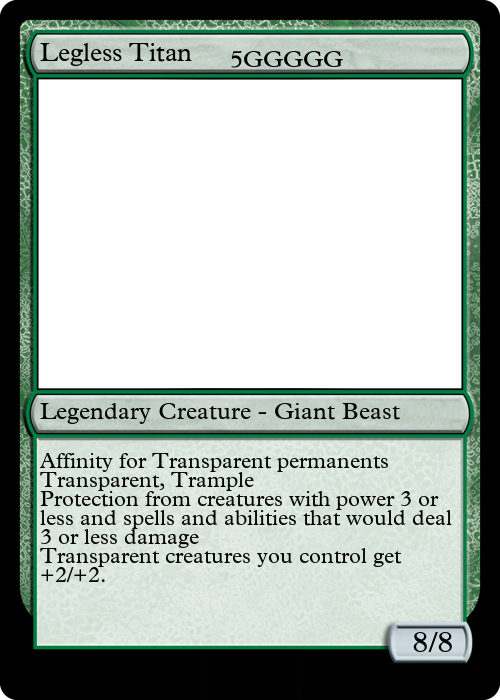 Legless Titan 5GGGGG
Legendary Creature - Giant Beast
Affinity for Transparent permanents
Transparent, Trample
Protection from creatures with power 3 or
less and spells and abilities that would deal
3 or less damage
Transparent creatures you control get
+2/+2.
8/8